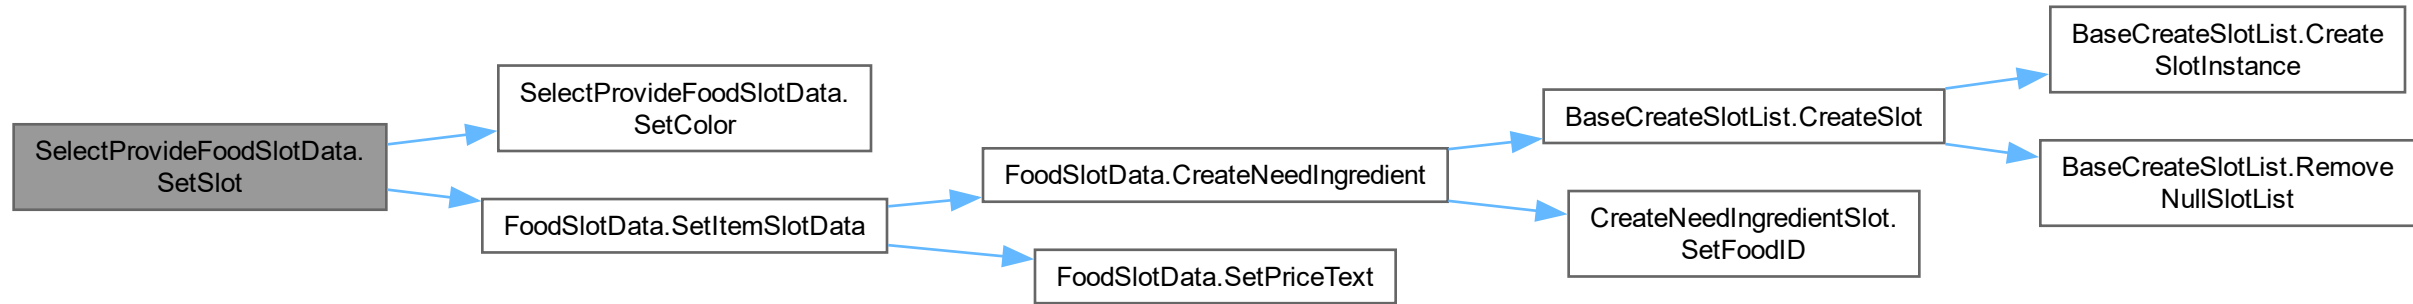 SelectProvideFoodSlotData.
SetSlot
SelectProvideFoodSlotData.
SetColor
FoodSlotData.SetItemSlotData
FoodSlotData.CreateNeedIngredient
FoodSlotData.SetPriceText
BaseCreateSlotList.CreateSlot
CreateNeedIngredientSlot.
SetFoodID
BaseCreateSlotList.Create
SlotInstance
BaseCreateSlotList.Remove
NullSlotList